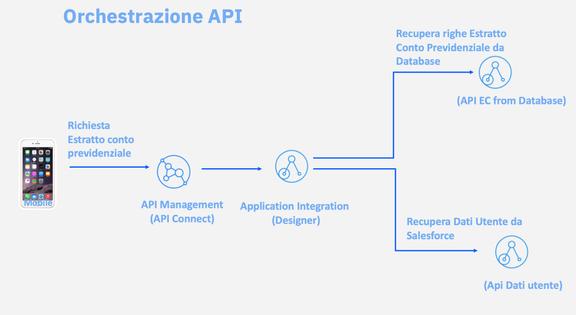 Orchestrazione API
Recupera righe Estratto
Conto Previdenziale da
Database
(API EC from Database)
Richiesta
Estratto conto
previdenziale
Mobile
API Management
(API Connect)
Application Integration
(Designer)
Recupera Dati Utente da
Salesforce
(Api Dati utente)